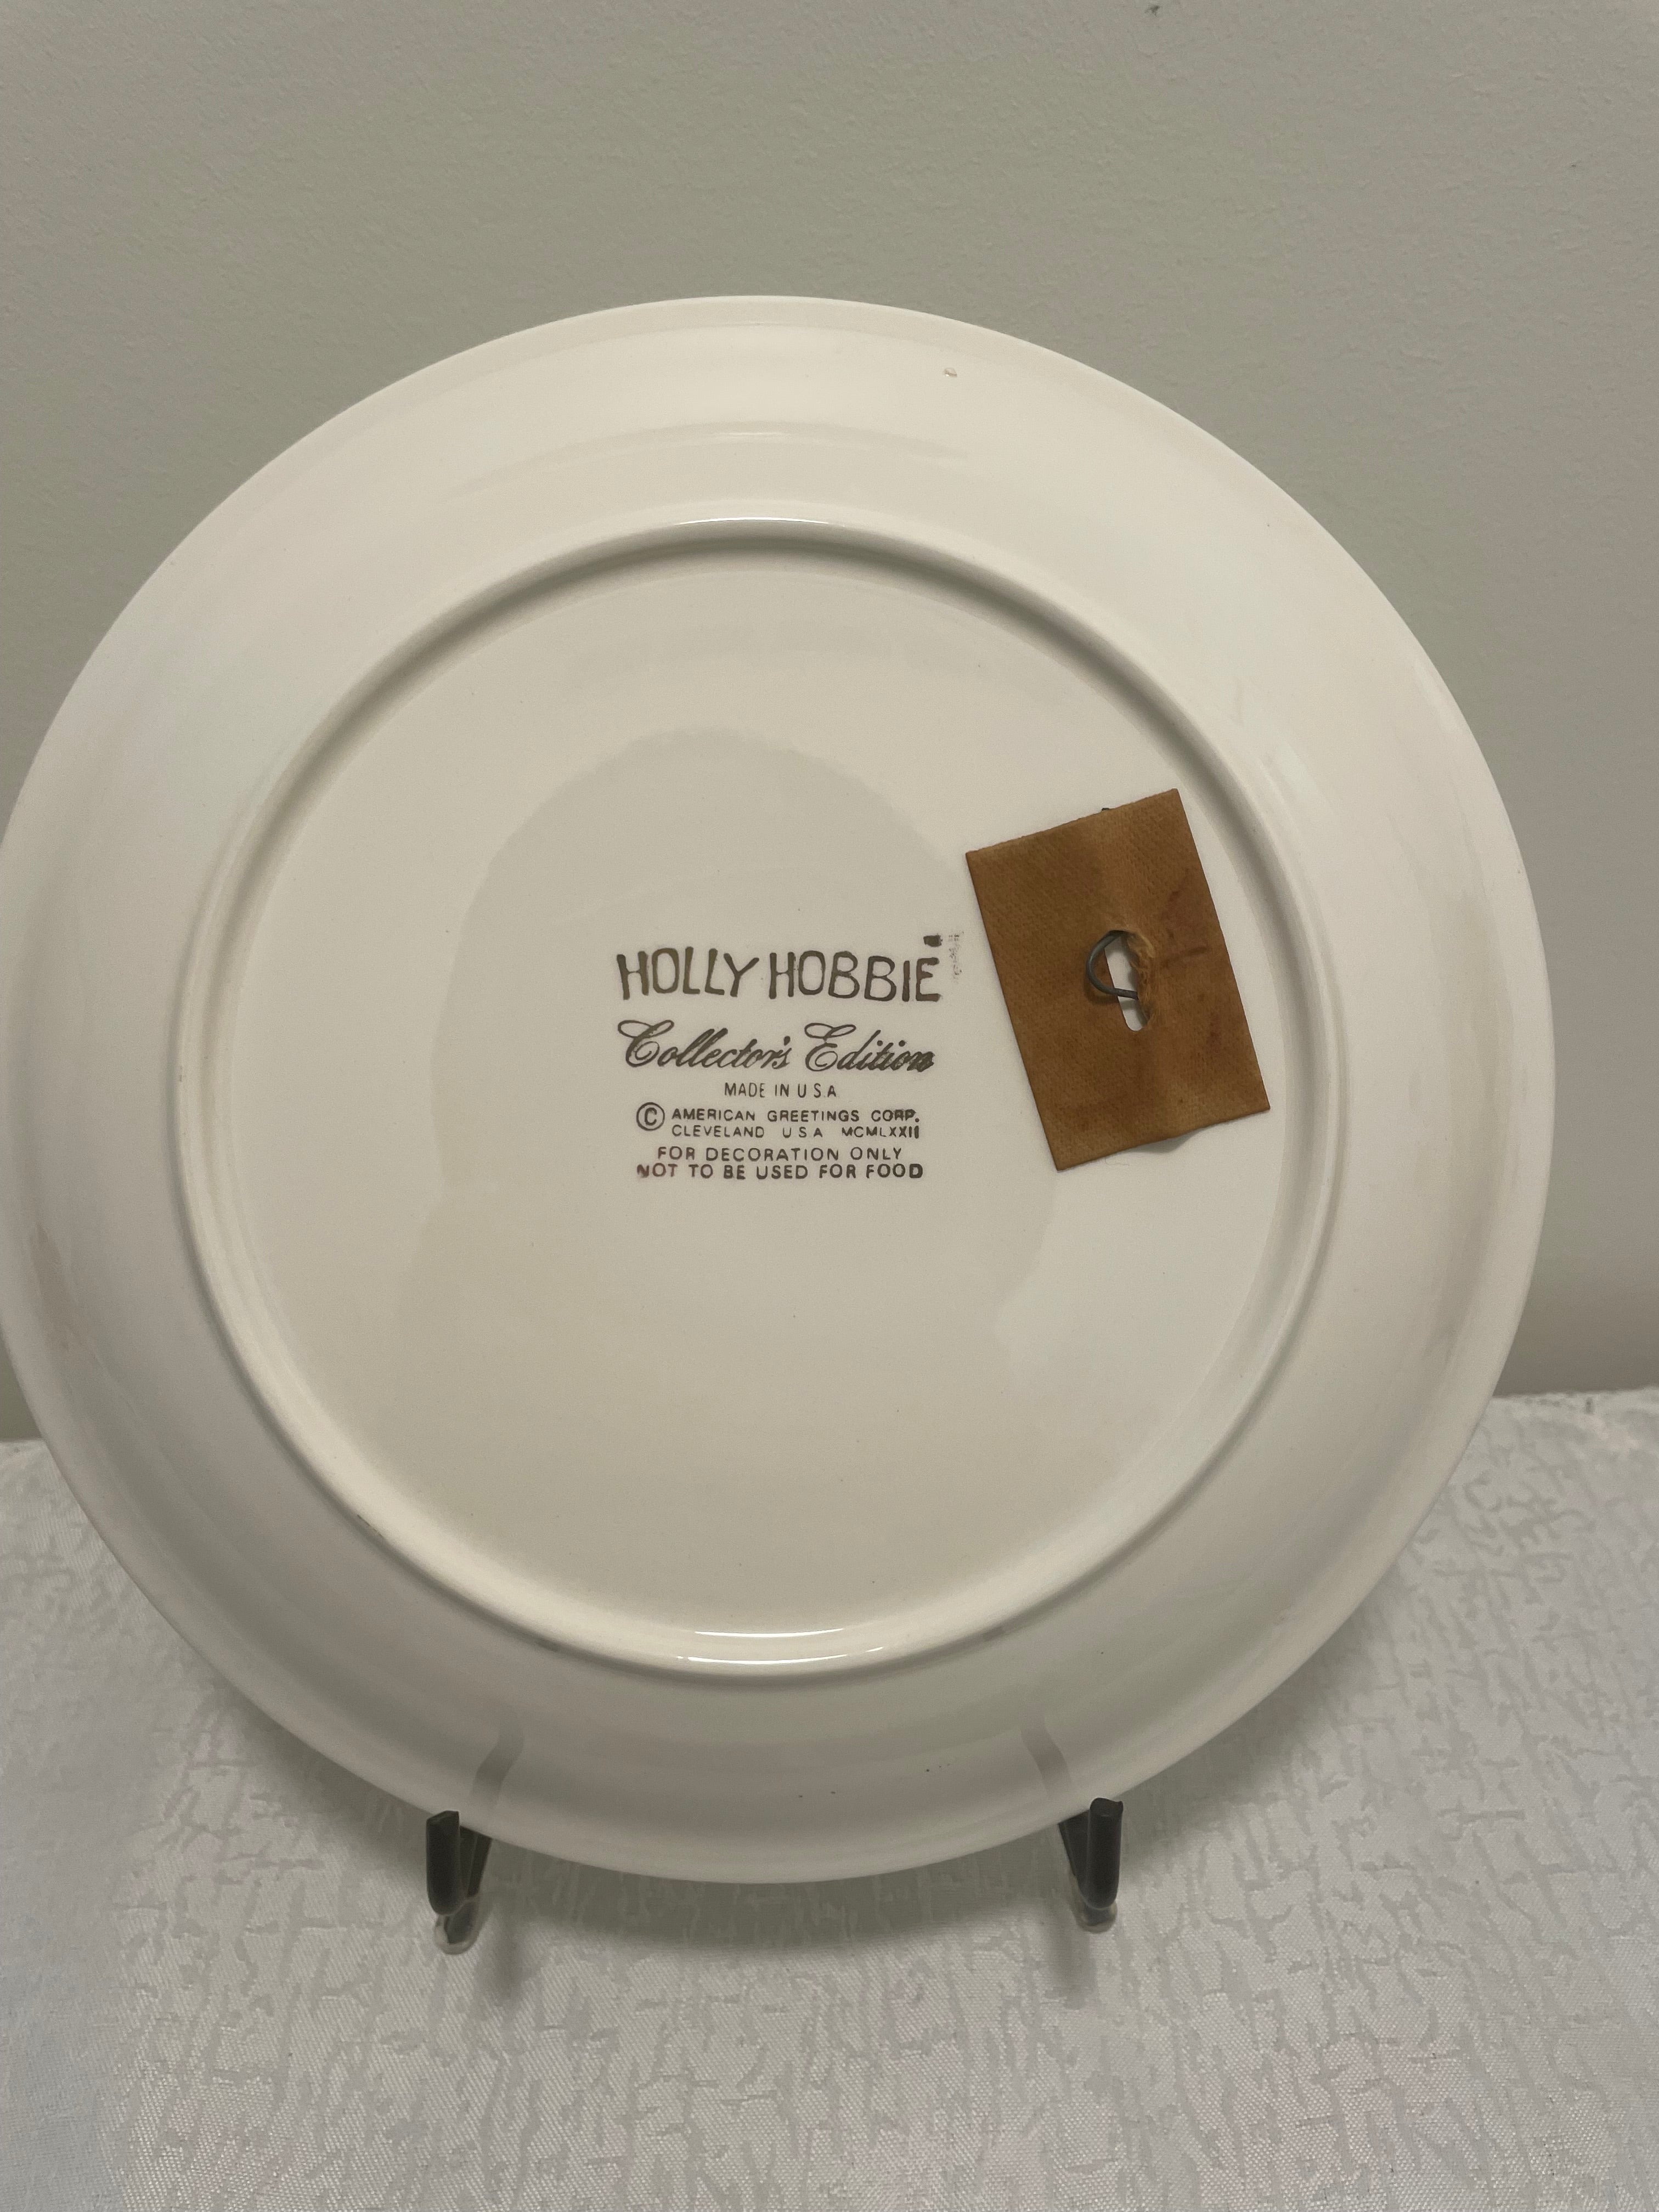 HOLLY HOBBIE
Collector's Edition
MADE IN U.S.A.
© AMERICAN GREETINGS CORP.
CLEVELAND U.S.A. MCMLXXII
FOR DECORATION ONLY
NOT TO BE USED FOR FOOD